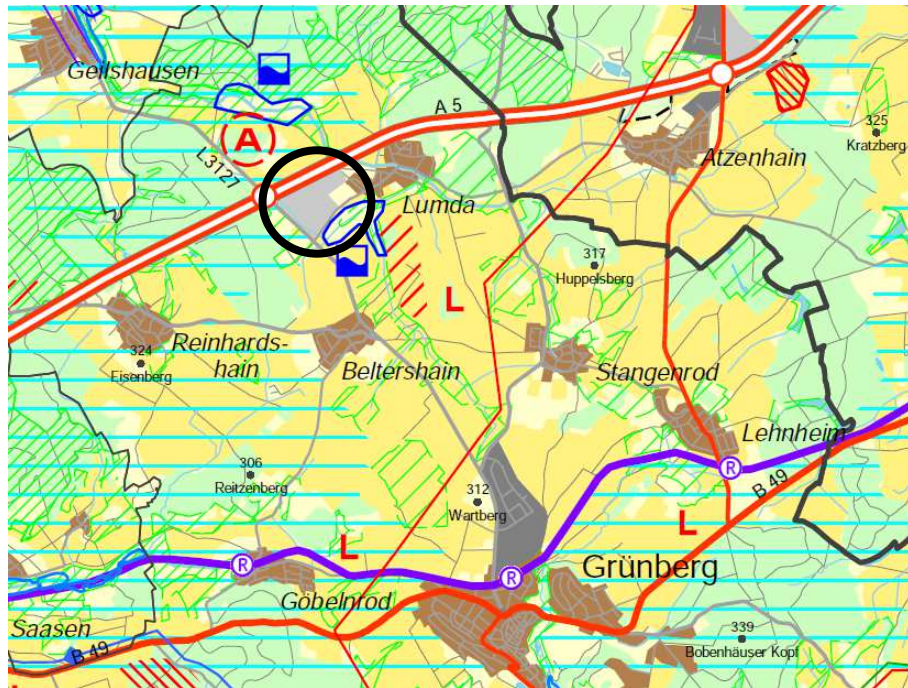 Geilshausen
A 5
A
L3127
Atzenhain
325
Kratzberg
Lumda
317
Huppelsberg
L
Reinhards-
hain
324
Eisenberg
Beltershain
Stangenrod
Lehnheim
306
Reitzenberg
312
Wartberg
R
B 49
L
L
R
R
Grünberg
Göbelnrod
Saasen
B 49
339
Bobenhäuser Kopf